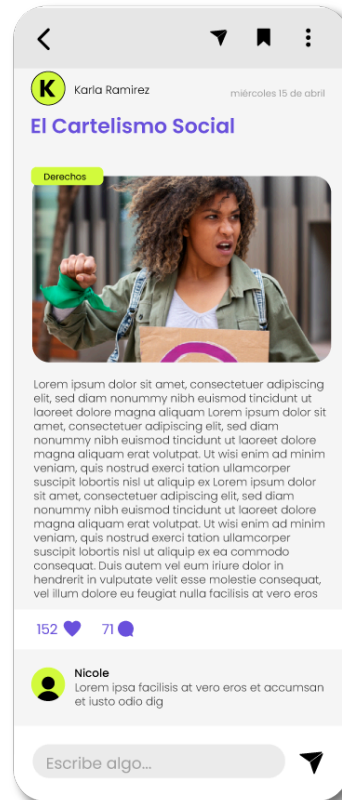 K
Karla Ramírez
miércoles 15 de abril
El Cartelismo Social
Derechos
Lorem ipsum dolor sit amet, consectetuer adipiscing
elit, sed diam nonummy nibh euismod tincidunt ut
laoreet dolore magna aliquam Lorem ipsum dolor sit
amet, consectetuer adipiscing elit, sed diam
nonummy nibh euismod tincidunt ut laoreet dolore
magna aliquam erat volutpat. Ut wisi enim ad minim
veniam, quis nostrud exerci tation ullamcorper
suscipit lobortis nisl ut aliquip ex Lorem ipsum dolor
sit amet, consectetuer adipiscing elit, sed diam
nonummy nibh euismod tincidunt ut laoreet dolore
magna aliquam erat volutpat. Ut wisi enim ad minim
veniam, quis nostrud exerci tation ullamcorper
suscipit lobortis nisl ut aliquip ex ea commodo
consequat. Duis autem vel eum iriure dolor in
hendrerit in vulputate velit esse molestie consequat,
vel illum dolore eu feugiat nulla facilisis at vero eros
152 71
Nicole
Lorem ipsa facilisis at vero eros et accumsan
et iusto odio dig
Escribe algo...